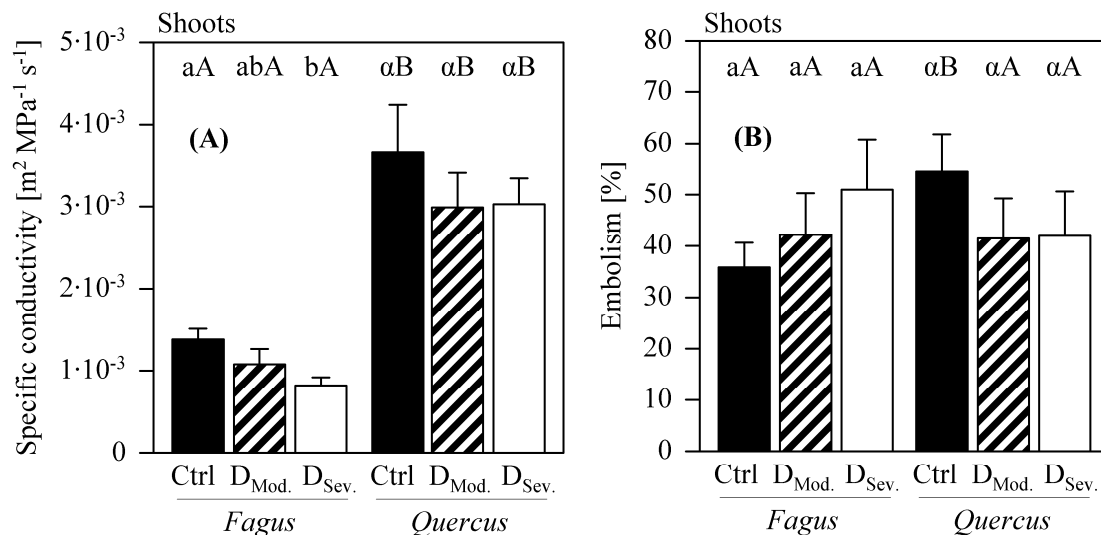 Shoots
Specific conductivity [m² MPa⁻¹ s⁻¹]
5·10⁻³
4·10⁻³
3·10⁻³
2·10⁻³
1·10⁻³
0
aA abA bA αB αB αB
(A)
Ctrl D_Mod. D_Sev. Ctrl D_Mod. D_Sev.
Fagus Quercus
Shoots
Embolism [%]
80
70
60
50
40
30
20
10
0
aA aA aA αB αA αA
(B)
Ctrl D_Mod. D_Sev. Ctrl D_Mod. D_Sev.
Fagus Quercus